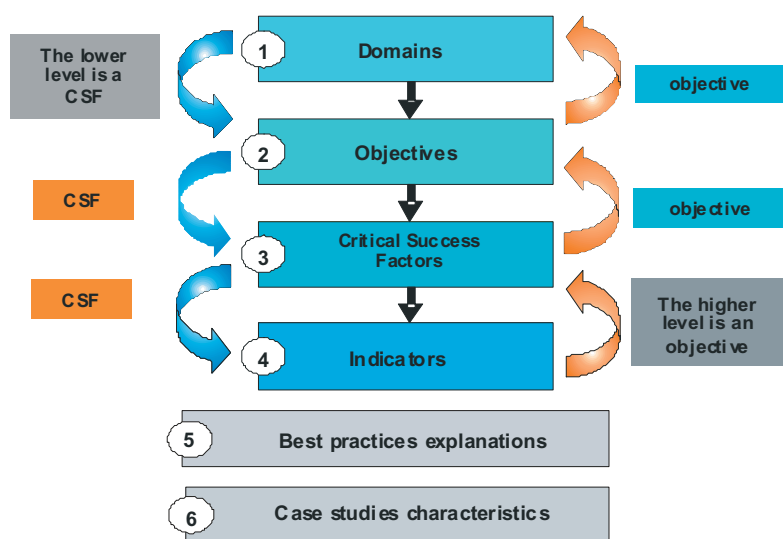 1
Domains
The lower
level is a
CSF
objective
2
Objectives
CSF
objective
3
Critical Success
Factors
CSF
The higher
level is an
objective
4
Indicators
5
Best practices explanations
6
Case studies characteristics